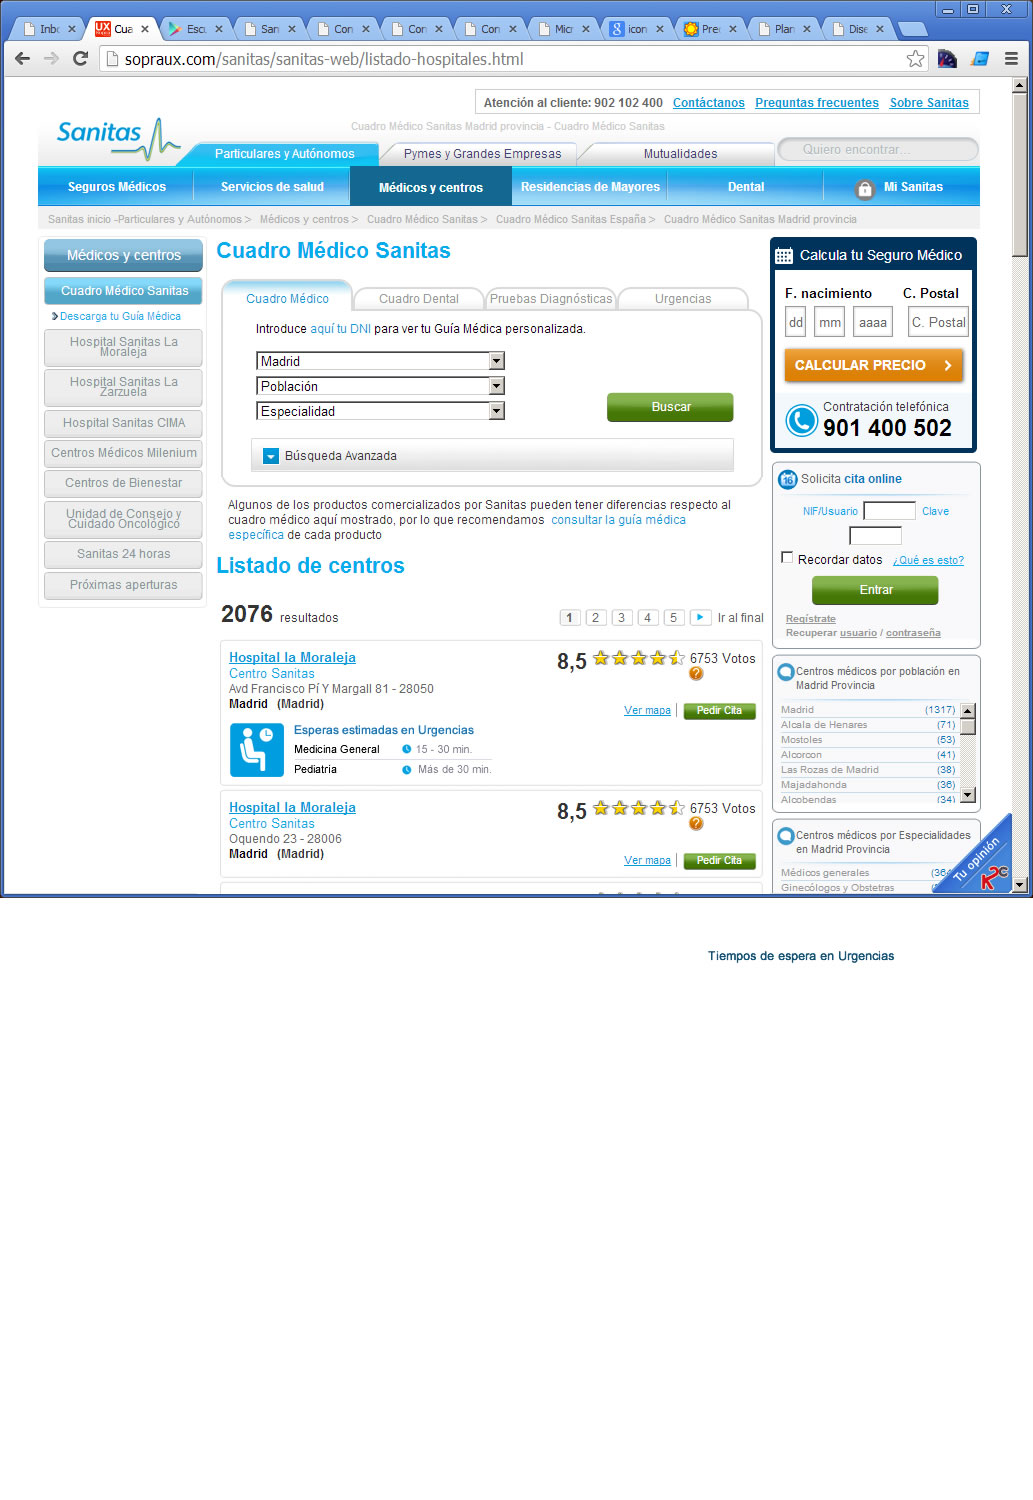 Inbo
Cua
Escu
San
Con
Con
Con
Micr
icon
Prec
Plan
Dise
sopraux.com/sanitas/sanitas-web/listado-hospitales.html
Atención al cliente: 902 102 400 Contáctanos Preguntas frecuentes Sobre Sanitas
Sanitas
Cuadro Médico Sanitas Madrid provincia - Cuadro Médico Sanitas
Particulares y Autónomos
Pymes y Grandes Empresas
Mutualidades
Quiero encontrar...
Seguros Médicos
Servicios de salud
Médicos y centros
Residencias de Mayores
Dental
Mi Sanitas
Sanitas inicio -Particulares y Autónomos > Médicos y centros > Cuadro Médico Sanitas > Cuadro Médico Sanitas España > Cuadro Médico Sanitas Madrid provincia
Médicos y centros
Cuadro Médico Sanitas
Descarga tu Guía Médica
Hospital Sanitas La
Moraleja
Hospital Sanitas La
Zarzuela
Hospital Sanitas CIMA
Centros Médicos Milenium
Centros de Bienestar
Unidad de Consejo y
Cuidado Oncológico
Sanitas 24 horas
Próximas aperturas
Cuadro Médico Sanitas
Cuadro Médico
Cuadro Dental
Pruebas Diagnósticas
Urgencias
Introduce aquí tu DNI para ver tu Guía Médica personalizada.
Madrid
Población
Especialidad
Buscar
Búsqueda Avanzada
Algunos de los productos comercializados por Sanitas pueden tener diferencias respecto al
cuadro médico aquí mostrado, por lo que recomendamos consultar la guía médica
específica de cada producto
Listado de centros
2076 resultados
1 2 3 4 5 Ir al final
Hospital la Moraleja
Centro Sanitas
Avd Francisco Pí Y Margall 81 - 28050
Madrid (Madrid)
8,5 6753 Votos
?
Ver mapa
Pedir Cita
Esperas estimadas en Urgencias
Medicina General 15 - 30 min.
Pediatría Más de 30 min.
Hospital la Moraleja
Centro Sanitas
Oquendo 23 - 28006
Madrid (Madrid)
8,5 6753 Votos
?
Ver mapa
Pedir Cita
Calcula tu Seguro Médico
F. nacimiento C. Postal
dd mm aaaa C. Postal
CALCULAR PRECIO
Contratación telefónica
901 400 502
16 Solicita cita online
NIF/Usuario Clave
Recordar datos ¿Qué es esto?
Entrar
Regístrate
Recuperar usuario / contraseña
Centros médicos por población en
Madrid Provincia
Madrid (1317)
Alcala de Henares (71)
Mostoles (53)
Alcorcon (41)
Las Rozas de Madrid (38)
Majadahonda (36)
Alcobendas (34)
Centros médicos por Especialidades
en Madrid Provincia
Médicos generales (364
Ginecólogos y Obstetras
Tu opinión
Tiempos de espera en Urgencias